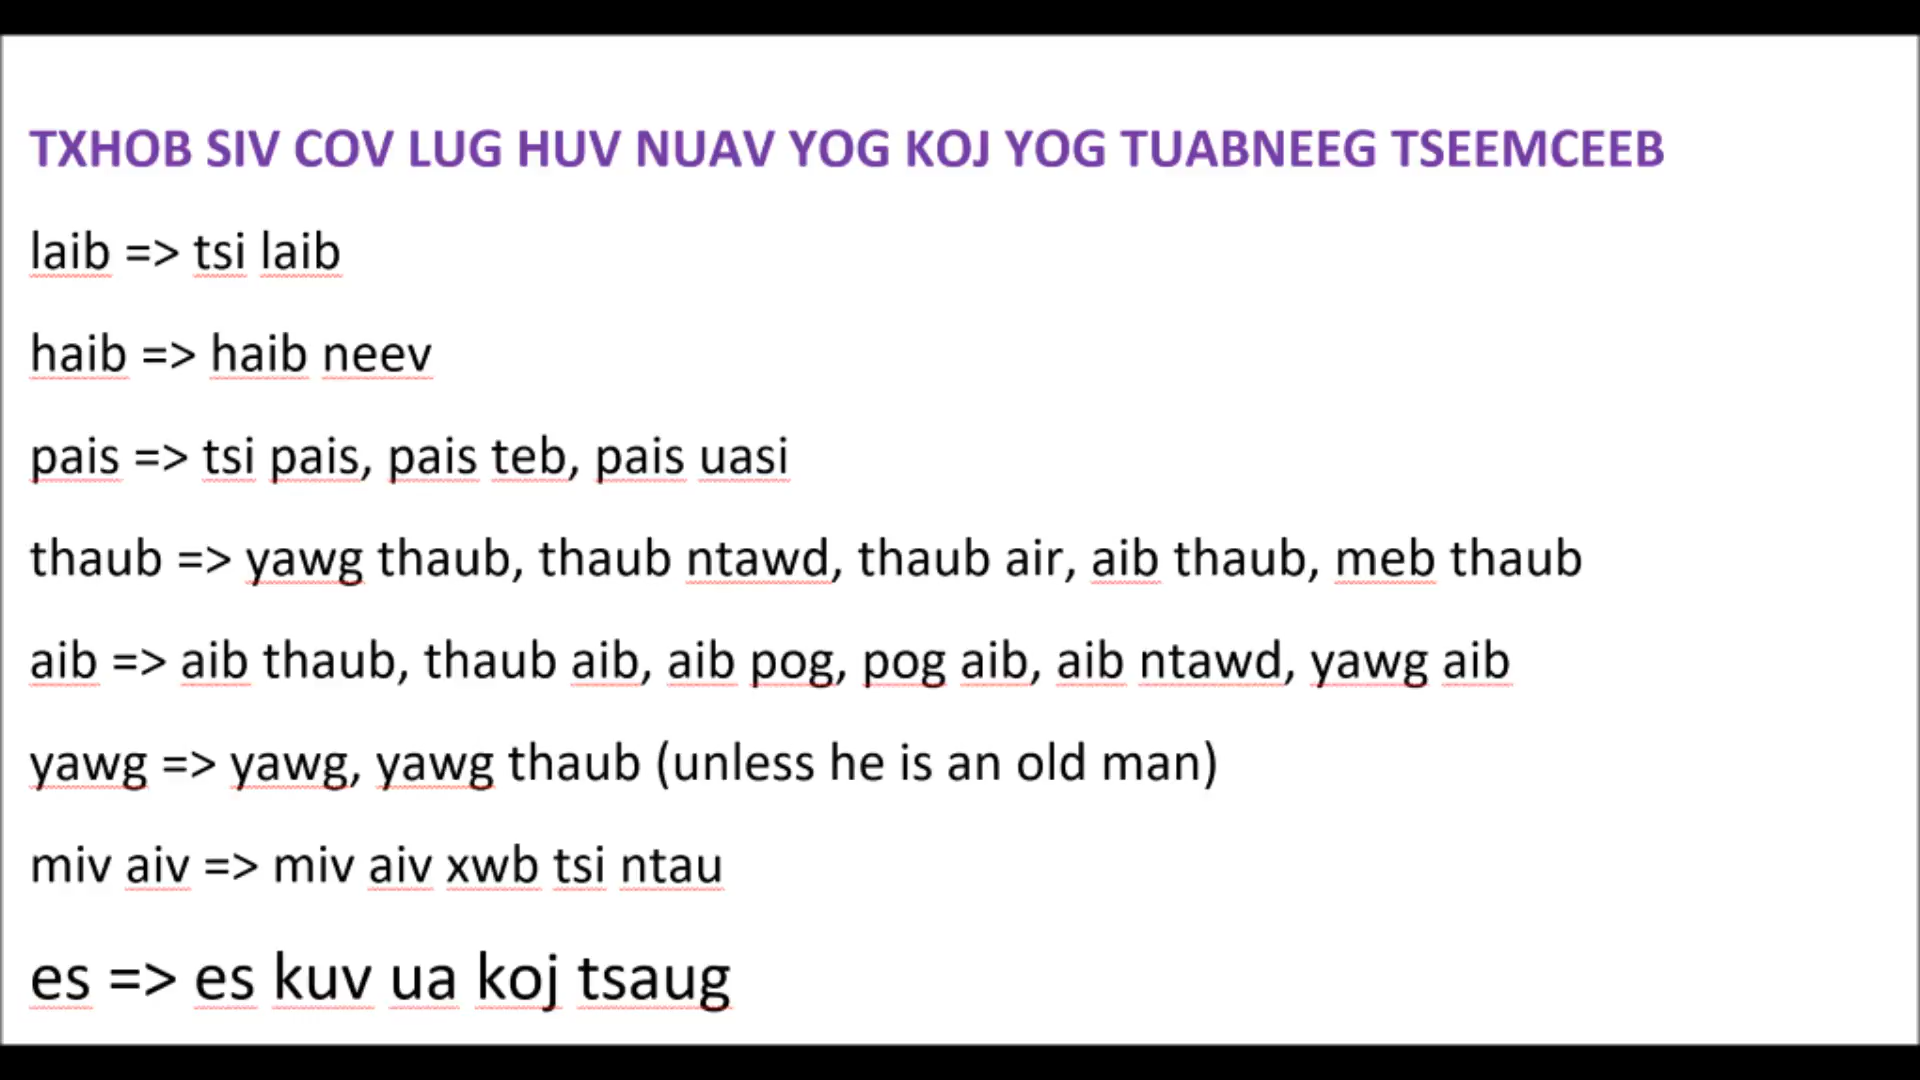 TXHOB SIV COV LUG HUV NUAV YOG KOJ YOG TUABNEEG TSEEMCEEB
laib => tsi laib
haib => haib neev
pais => tsi pais, pais teb, pais uasi
thaub => yawg thaub, thaub ntawd, thaub air, aib thaub, meb thaub
aib => aib thaub, thaub aib, aib pog, pog aib, aib ntawd, yawg aib
yawg => yawg, yawg thaub (unless he is an old man)
miv aiv => miv aiv xwb tsi ntau
es => es kuv ua koj tsaug